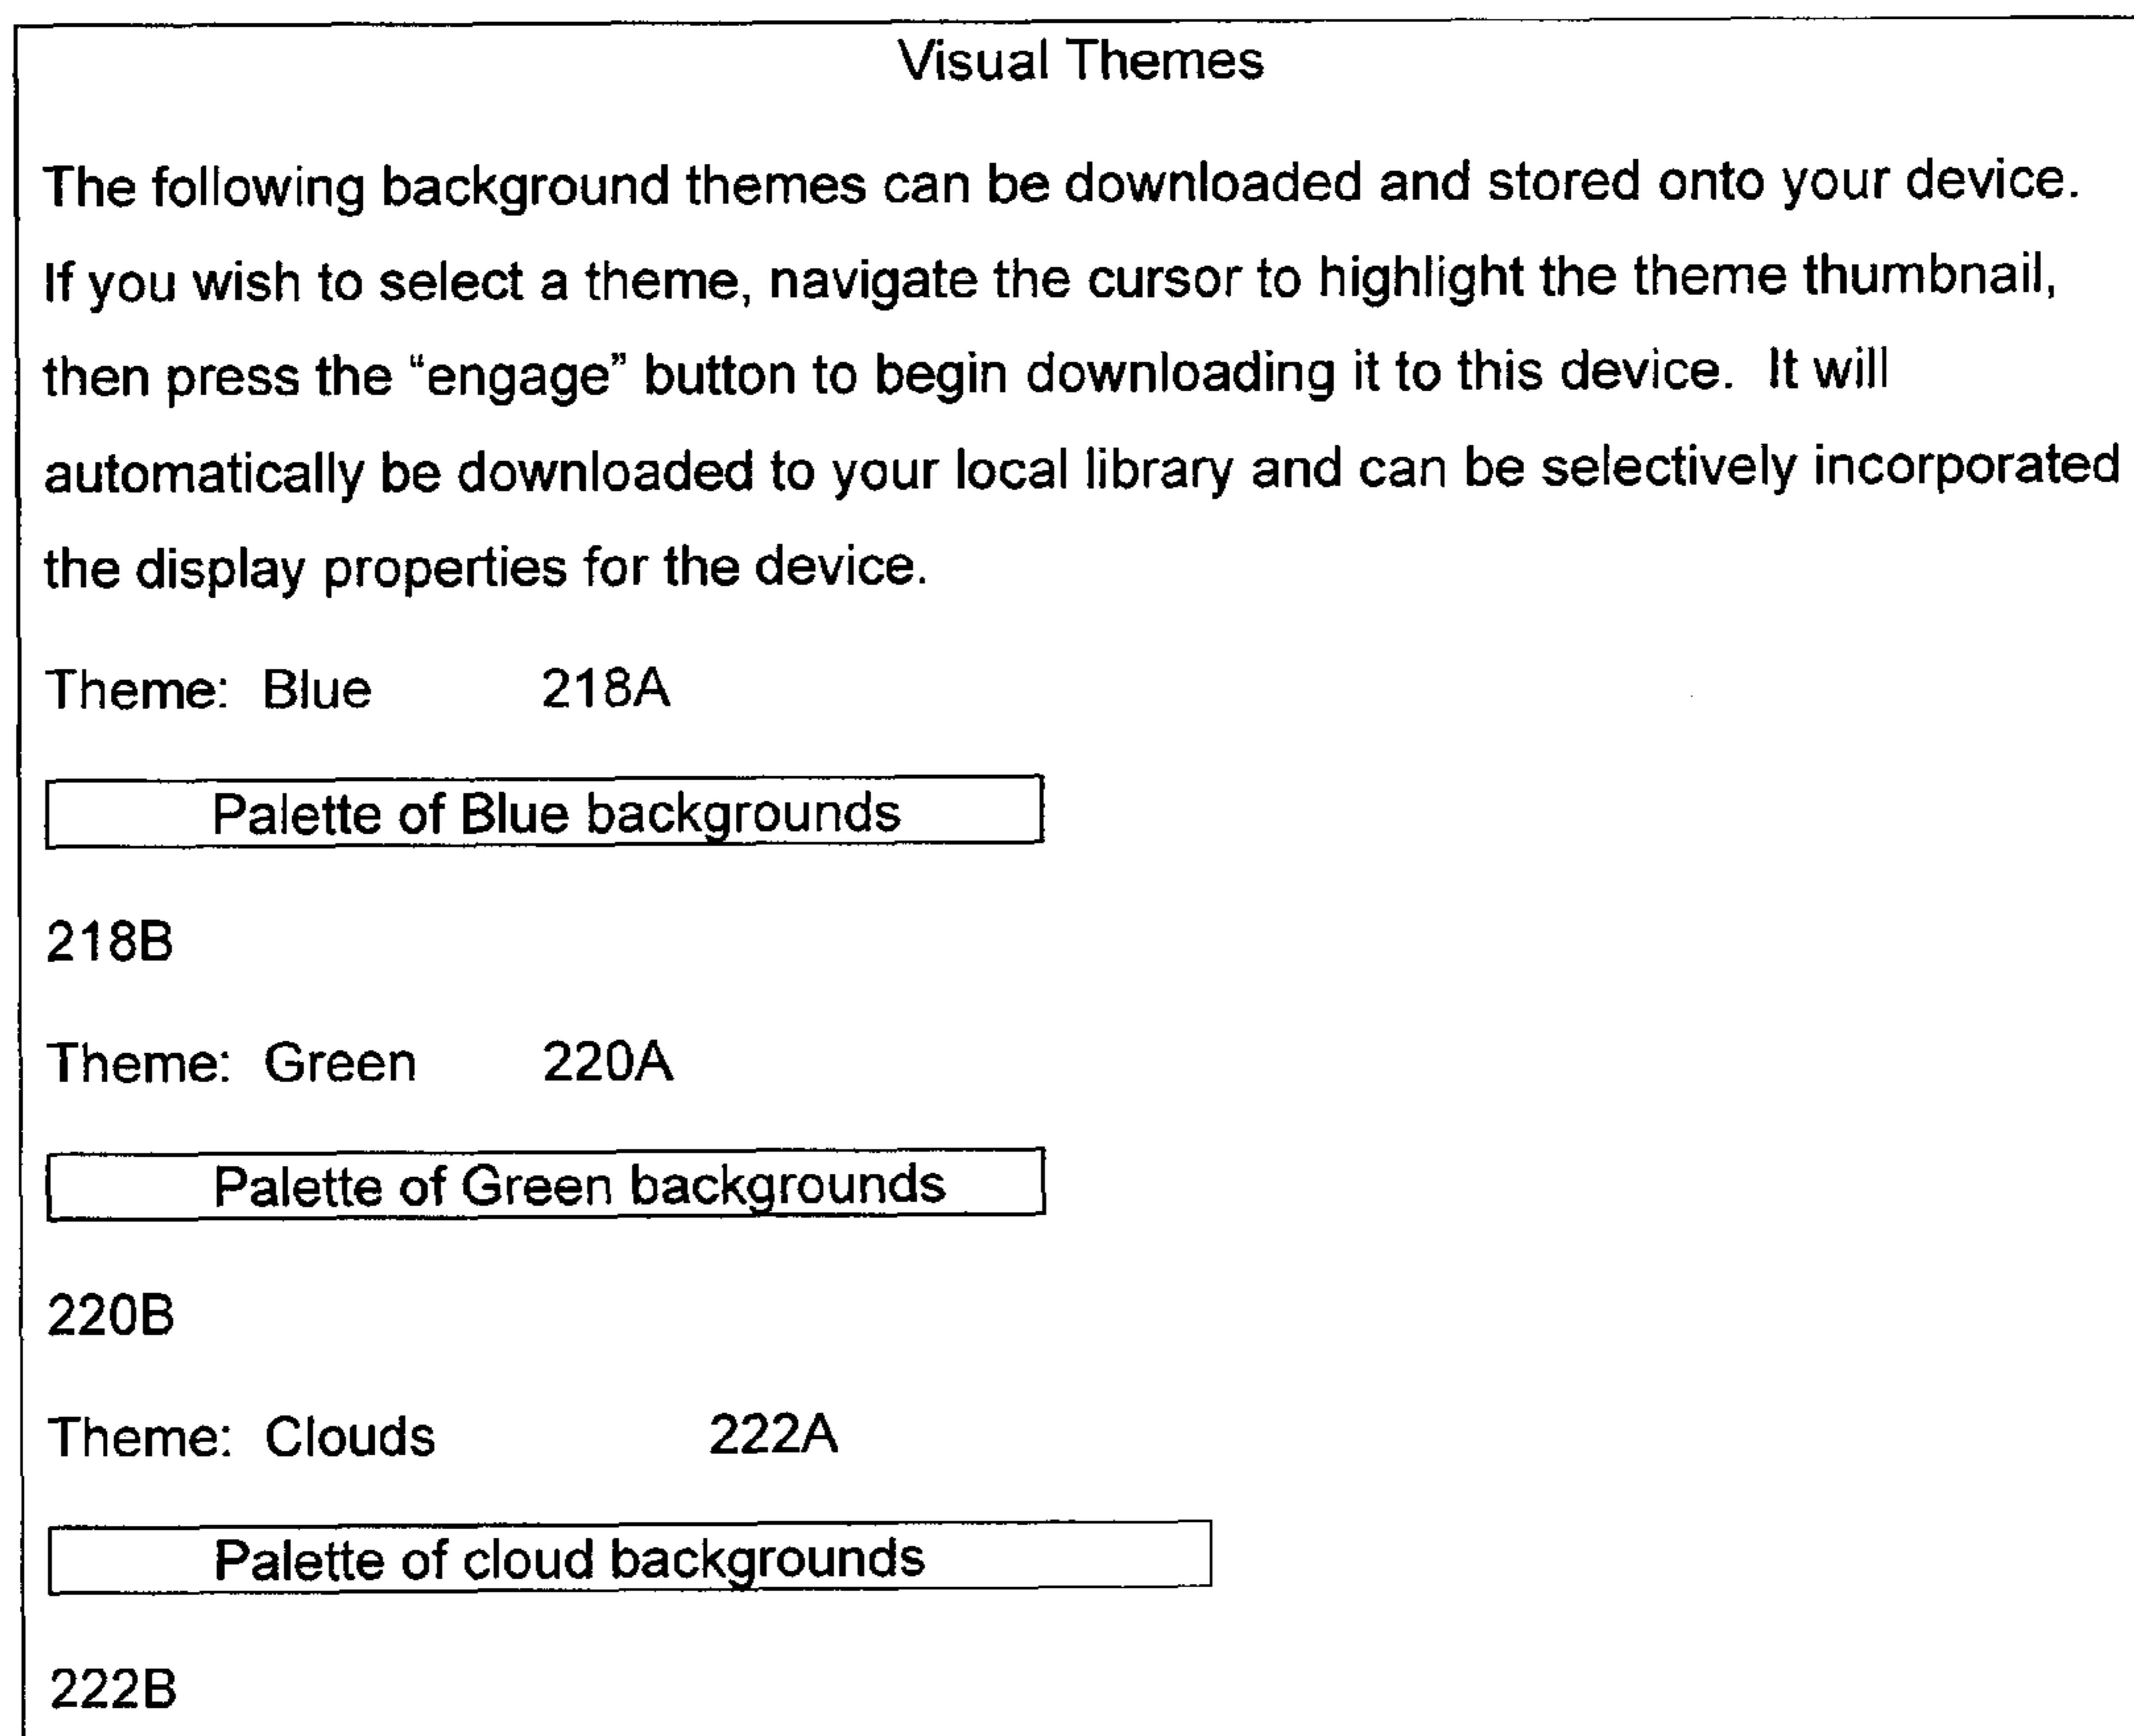 Visual Themes
The following background themes can be downloaded and stored onto your device.
If you wish to select a theme, navigate the cursor to highlight the theme thumbnail,
then press the “engage” button to begin downloading it to this device. It will
automatically be downloaded to your local library and can be selectively incorporated
the display properties for the device.
Theme: Blue 218A
Palette of Blue backgrounds
218B
Theme: Green 220A
Palette of Green backgrounds
220B
Theme: Clouds 222A
Palette of cloud backgrounds
222B